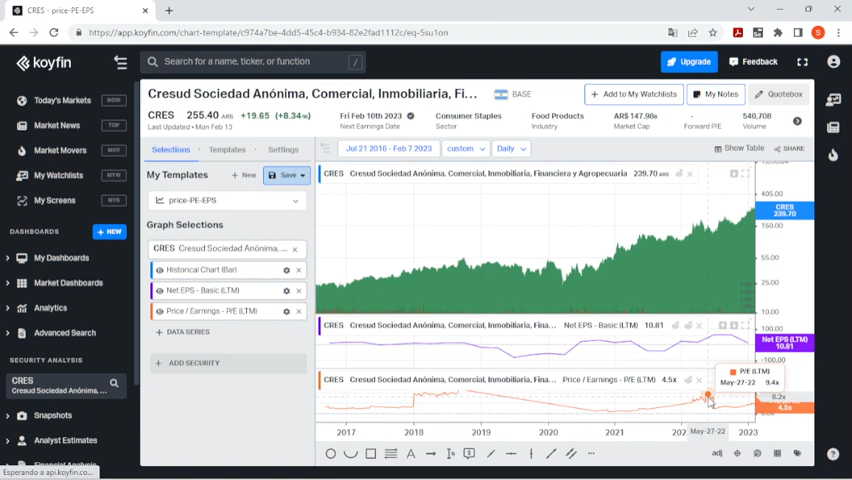 CRES - price-PE-EPS
https://app.koyfin.com/chart-template/c974a7be-4dd5-45c4-b934-82e2fad1112c/eq-5su1on
S
koyfin
Search for a name, ticker, or function
/
Upgrade
Feedback
Today's Markets
NOW
Market News
TOP
Market Movers
MOV
My Watchlists
MYW
My Screens
MYS
DASHBOARDS
+ NEW
My Dashboards
Market Dashboards
Analytics
Advanced Search
SECURITY ANALYSIS
CRES
Cresud Sociedad Anónima,...
Snapshots
Analyst Estimates
Esperando a api.koyfin.co...
Cresud Sociedad Anónima, Comercial, Inmobiliaria, Fi...
BASE
+ Add to My Watchlists
My Notes
Quotebox
CRES 255.40 ARS +19.65 (+8.34%)
Last Updated • Mon Feb 13
Fri Feb 10th 2023
Next Earnings Date
Consumer Staples
Sector
Food Products
Industry
ARS 147.98B
Market Cap
-
Forward P/E
540,708
Volume
Selections
Templates
Settings
My Templates
+ New
Save
price-PE-EPS
Graph Selections
CRES Cresud Sociedad Anónima, ...
Historical Chart (Bar)
Net EPS - Basic (LTM)
Price / Earnings - P/E (LTM)
+ DATA SERIES
+ ADD SECURITY
Jul 21 2016 - Feb 7 2023
custom
Daily
Show Table
SHARE
CRES Cresud Sociedad Anónima, Comercial, Inmobiliaria, Financiera y Agropecuaria 239.70 ARS
405.00
CRES
239.70
150.00
55.00
25.00
10.00
CRES Cresud Sociedad Anónima, Comercial, Inmobiliaria, Fina... Net EPS - Basic (LTM) 10.81
100.00
Net EPS (LTM)
10.81
-100.00
CRES Cresud Sociedad Anónima, Comercial, Inmobiliaria, Fina... Price / Earnings - P/E (LTM) 4.5x
P/E (LTM)
May-27-22 9.4x
8.2x
4.5x
2017
2018
2019
2020
2021
202
May-27-22
2023
A
adj